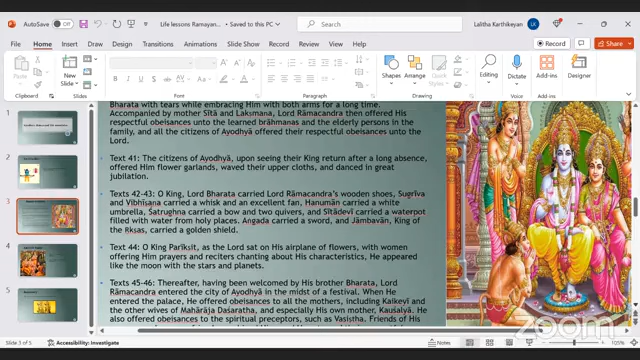 AutoSave Off
Life lessons Ramayan... • Saved to this PC
Search
Lalitha Karthikeyan LK
File Home Insert Draw Design Transitions Animations Slide Show Record Review View Help
Record Share
Paste
New Slide
Shapes Arrange
Editing
Dictate
Add-ins
Designer
Clipboard Slides Font Paragraph Drawing Voice Add-ins
1
2
3
4
5
Bharata with tears while embracing Him with both arms for a long time.
Accompanied by mother Sītā and Lakṣmaṇa, Lord Rāmacandra then offered His
respectful obeisances unto the learned brāhmaṇas and the elderly persons in the
family, and all the citizens of Ayodhyā offered their respectful obeisances unto the
Lord.
Text 41: The citizens of Ayodhyā, upon seeing their King return after a long absence,
offered Him flower garlands, waved their upper cloths, and danced in great
jubilation.
Texts 42-43: O King, Lord Bharata carried Lord Rāmacandra's wooden shoes, Sugrīva
and Vibhīṣaṇa carried a whisk and an excellent fan, Hanumān carried a white
umbrella, Śatrughna carried a bow and two quivers, and Sītādevī carried a waterpot
filled with water from holy places. Aṅgada carried a sword, and Jāmbavān, King of
the Ṛkṣas, carried a golden shield.
Text 44: O King Parīkṣit, as the Lord sat on His airplane of flowers, with women
offering Him prayers and reciters chanting about His characteristics, He appeared
like the moon with the stars and planets.
Texts 45-46: Thereafter, having been welcomed by His brother Bharata, Lord
Rāmacandra entered the city of Ayodhyā in the midst of a festival. When He
entered the palace, He offered obeisances to all the mothers, including Kaikeyī and
the other wives of Mahārāja Daśaratha, and especially His own mother, Kauśalyā. He
also offered obeisances to the spiritual preceptors, such as Vasiṣṭha. Friends of His
Slide 3 of 5
Accessibility: Investigate
Notes
105%
zoom